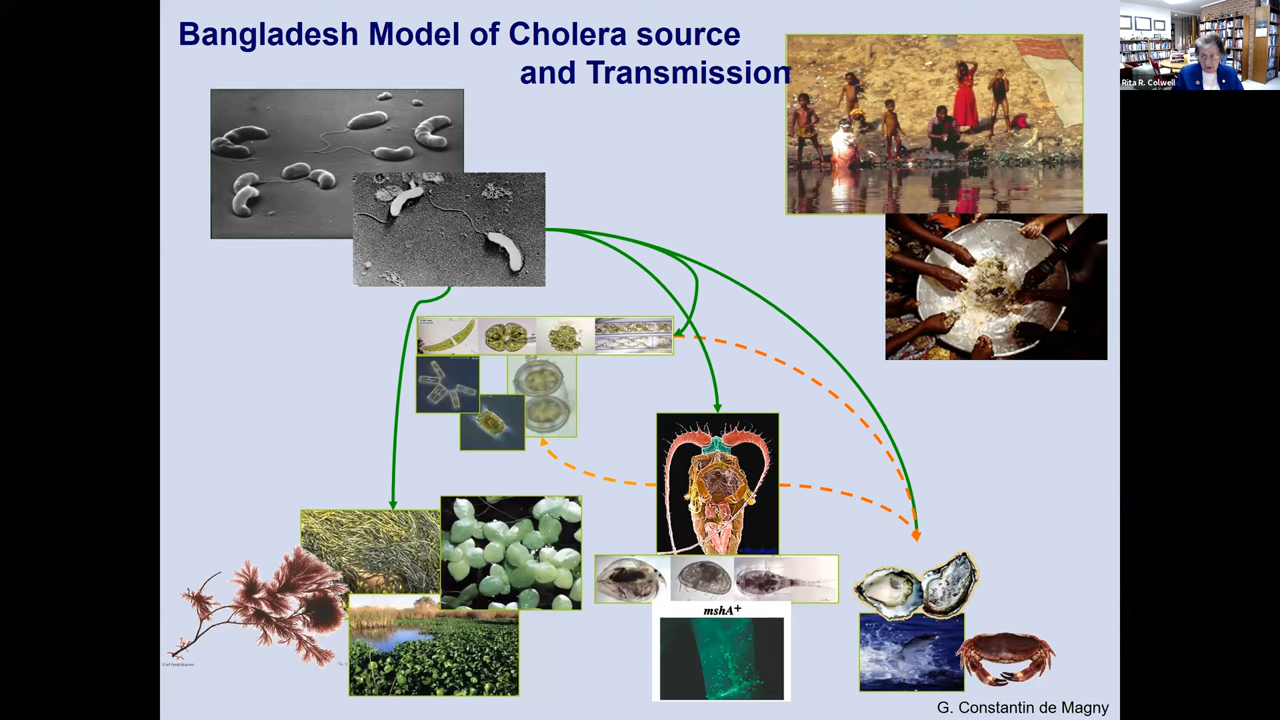 Bangladesh Model of Cholera source
and Transmission
Rita R. Colwell
mshA+
G. Constantin de Magny